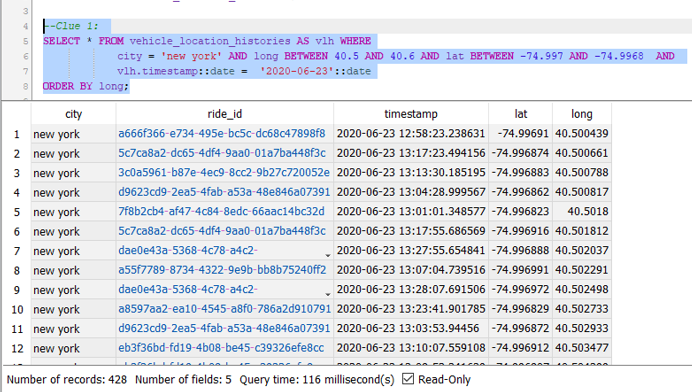 3
4 --Clue 1:
5 SELECT * FROM vehicle_location_histories AS vlh WHERE
6 city = 'new york' AND long BETWEEN 40.5 AND 40.6 AND lat BETWEEN -74.997 AND -74.9968 AND
7 vlh.timestamp::date = '2020-06-23'::date
8 ORDER BY long;
city ride_id timestamp lat long
1 new york a666f366-e734-495e-bc5c-dc68c47898f8 2020-06-23 12:58:23.238631 -74.99691 40.500439
2 new york 5c7ca8a2-dc65-4df4-9aa0-01a7ba448f3c 2020-06-23 13:17:23.494156 -74.996874 40.500661
3 new york 3c0a5961-b87e-4ec9-8cc2-9b27c720052e 2020-06-23 13:13:30.185195 -74.996883 40.500788
4 new york d9623cd9-2ea5-4fab-a53a-48e846a07391 2020-06-23 13:04:28.999567 -74.996862 40.500817
5 new york 7f8b2cb4-af47-4c84-8edc-66aac14bc32d 2020-06-23 13:01:01.348577 -74.996823 40.5018
6 new york 5c7ca8a2-dc65-4df4-9aa0-01a7ba448f3c 2020-06-23 13:17:55.686569 -74.996916 40.501812
7 new york dae0e43a-5368-4c78-a4c2- 2020-06-23 13:27:55.654841 -74.996888 40.502037
8 new york a55f7789-8734-4322-9e9b-bb8b75240ff2 2020-06-23 13:07:04.739516 -74.996991 40.502291
9 new york dae0e43a-5368-4c78-a4c2- 2020-06-23 13:28:07.691506 -74.996972 40.502498
10 new york a8597aa2-ea10-4545-a8f0-786a2d910791 2020-06-23 13:23:41.901785 -74.996829 40.502733
11 new york d9623cd9-2ea5-4fab-a53a-48e846a07391 2020-06-23 13:03:53.94456 -74.996872 40.502933
12 new york eb3f36bd-fd19-4b08-be45-c39326efe8cc 2020-06-23 13:10:07.559108 -74.996912 40.503477
Number of records: 428 Number of fields: 5 Query time: 116 millisecond(s) Read-Only